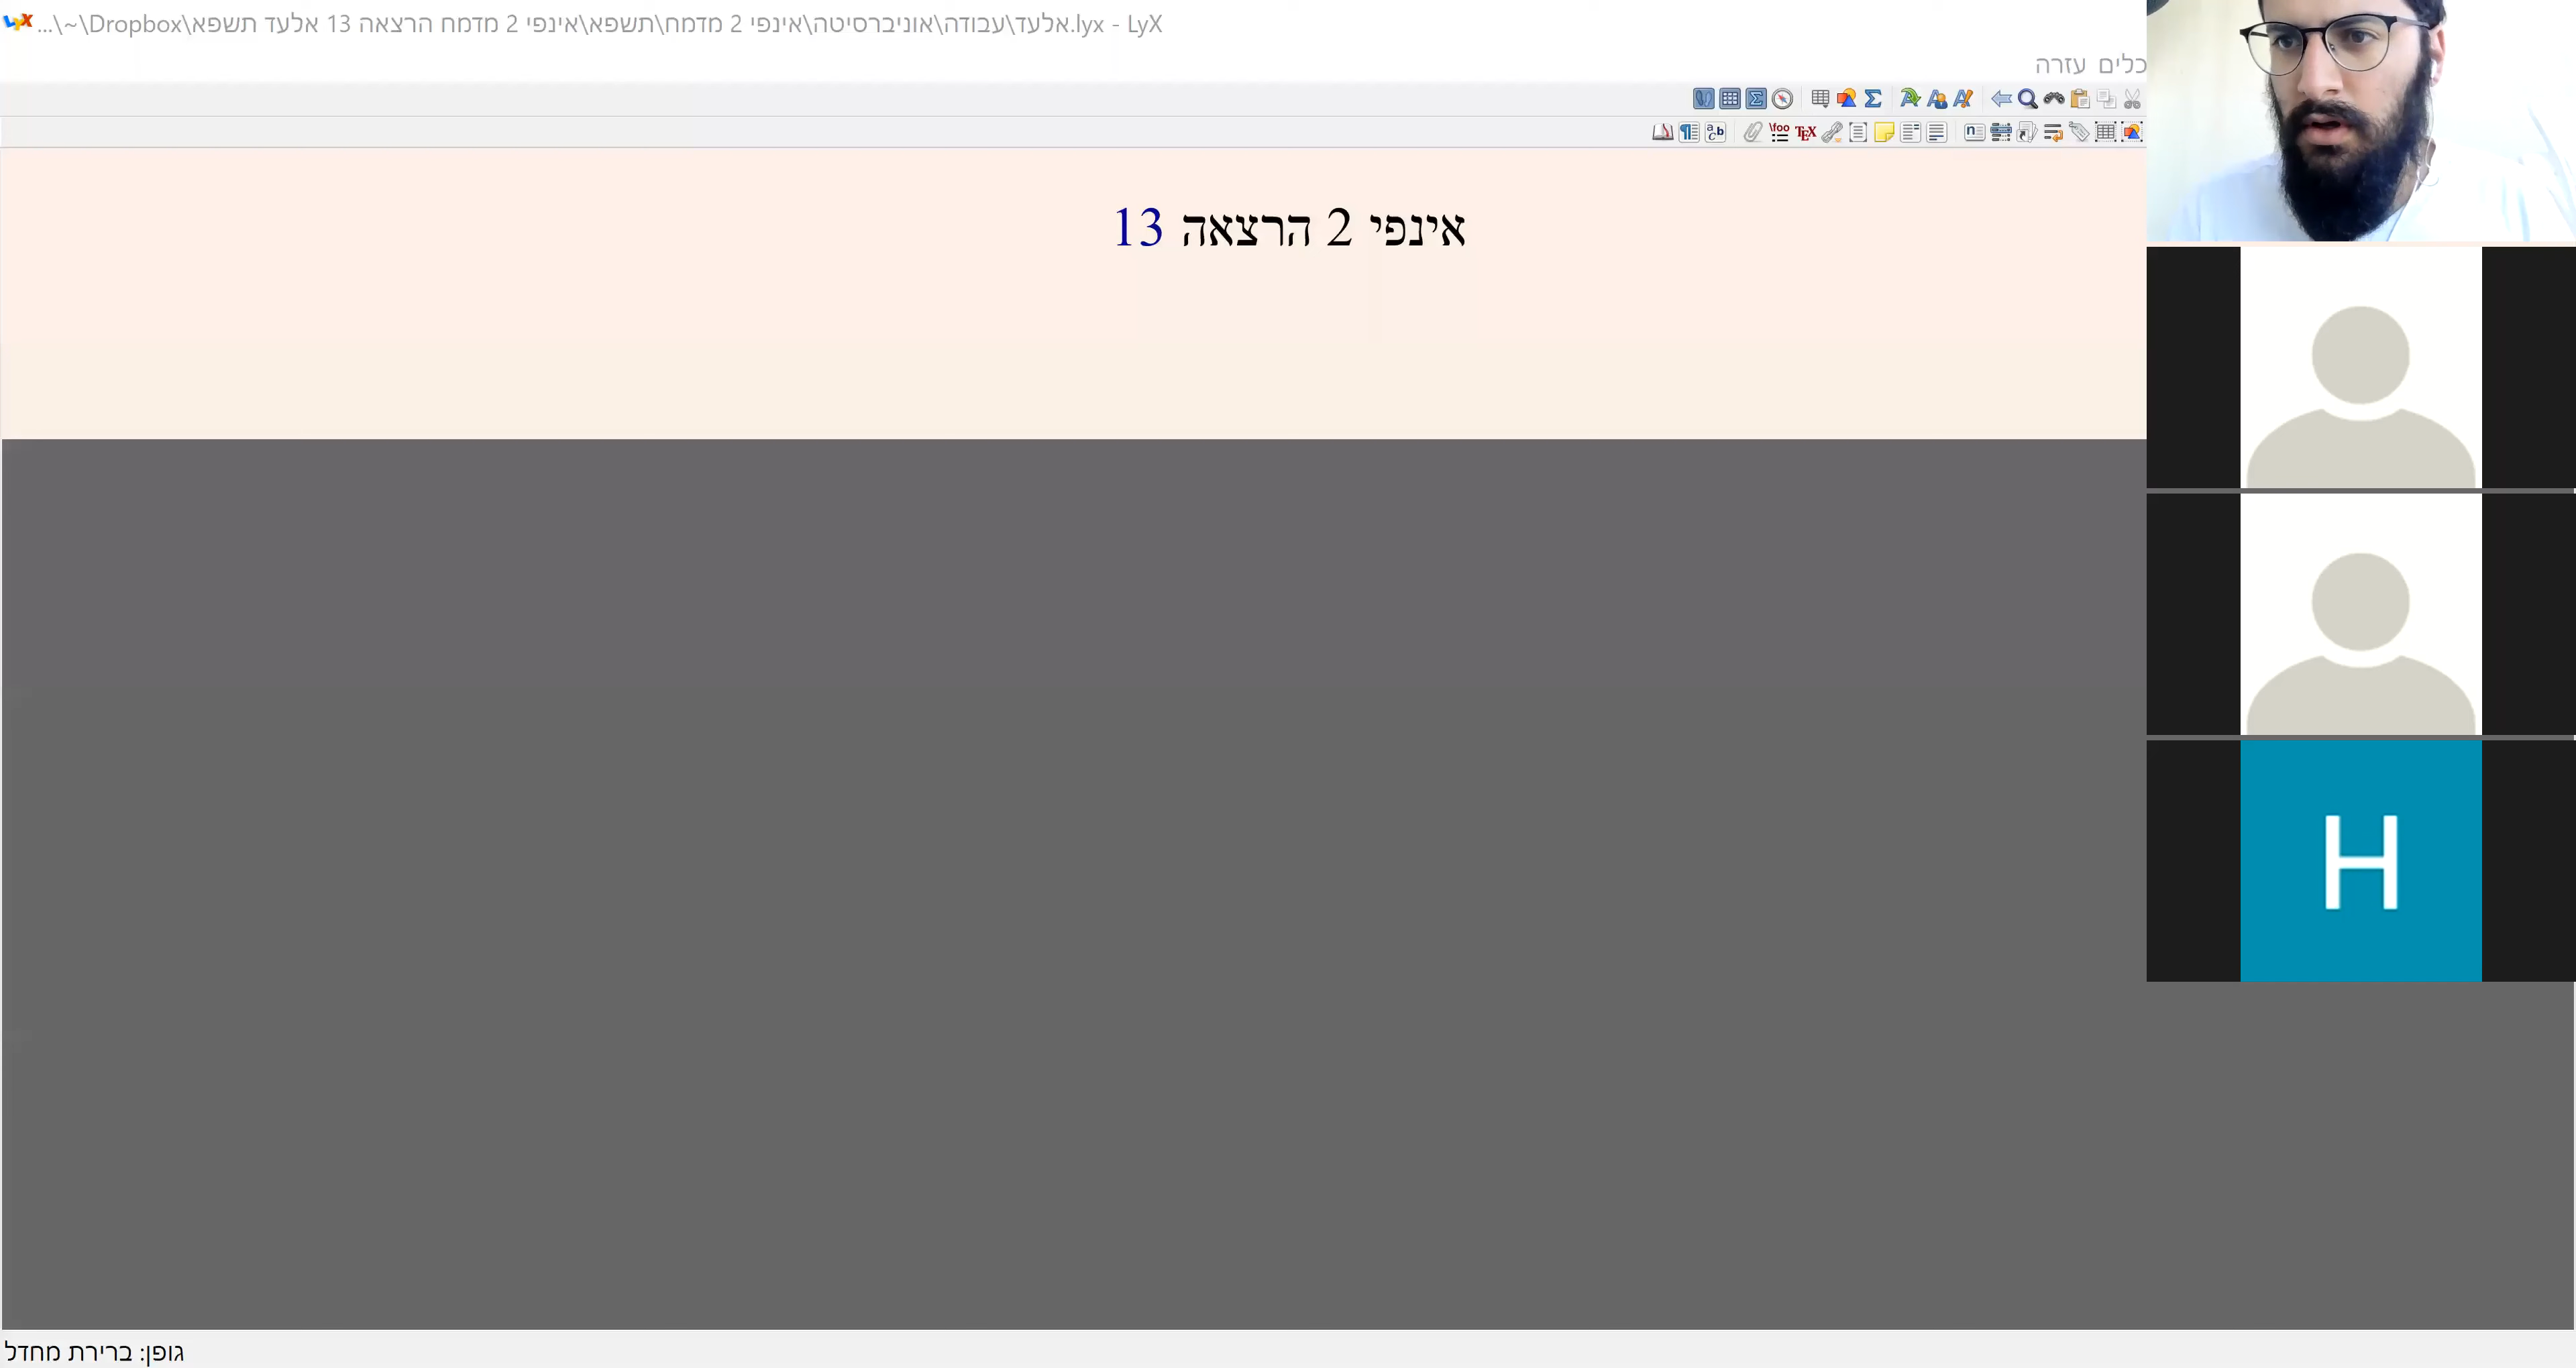 ...\~\Dropbox\אלעד\עבודה\אוניברסיטה\אינפי 2 מדמח\תשפא\אינפי 2 מדמח הרצאה 13 אלעד תשפא.lyx - LyX
כלים עזרה
אינפי 2 הרצאה 13
H
גופן: ברירת מחדל